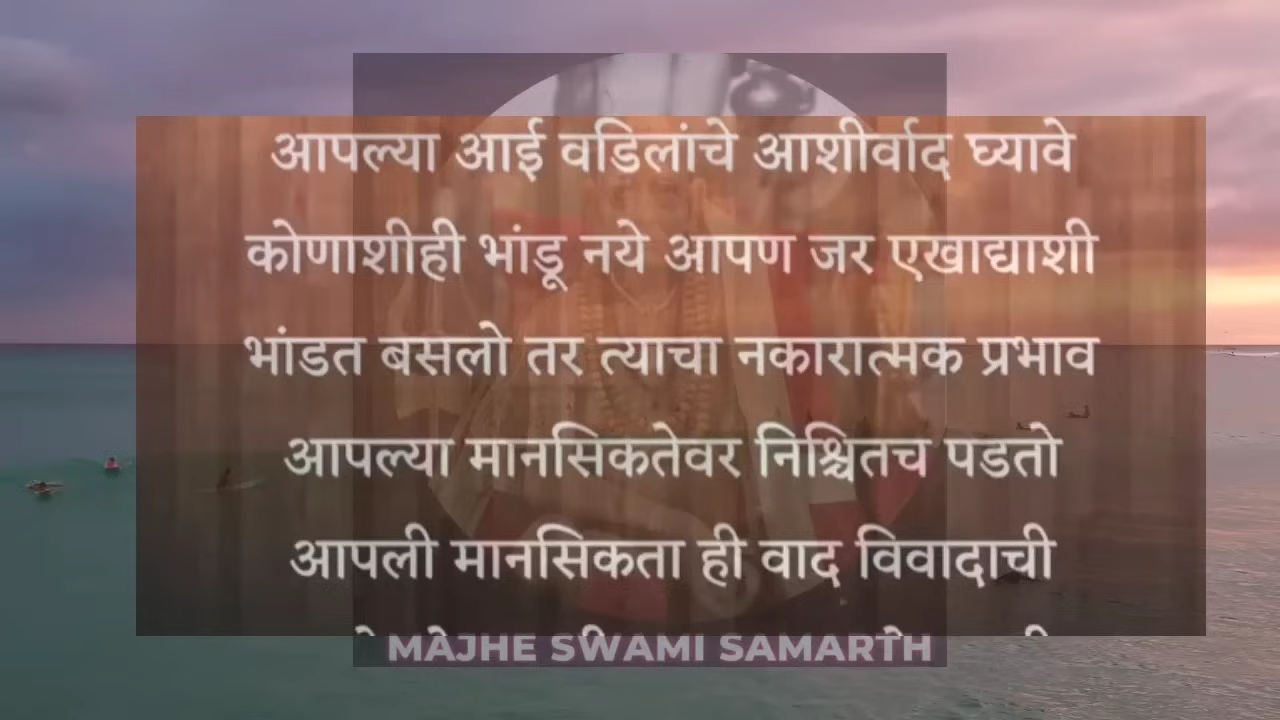 आपल्या आई वडिलांचे आशीर्वाद घ्यावे
कोणाशीही भांडू नये आपण जर एखाद्याशी
भांडत बसलो तर त्याचा नकारात्मक प्रभाव
आपल्या मानसिकतेवर निश्चितच पडतो
आपली मानसिकता ही वाद विवादाची
MAJHE SWAMI SAMARTH